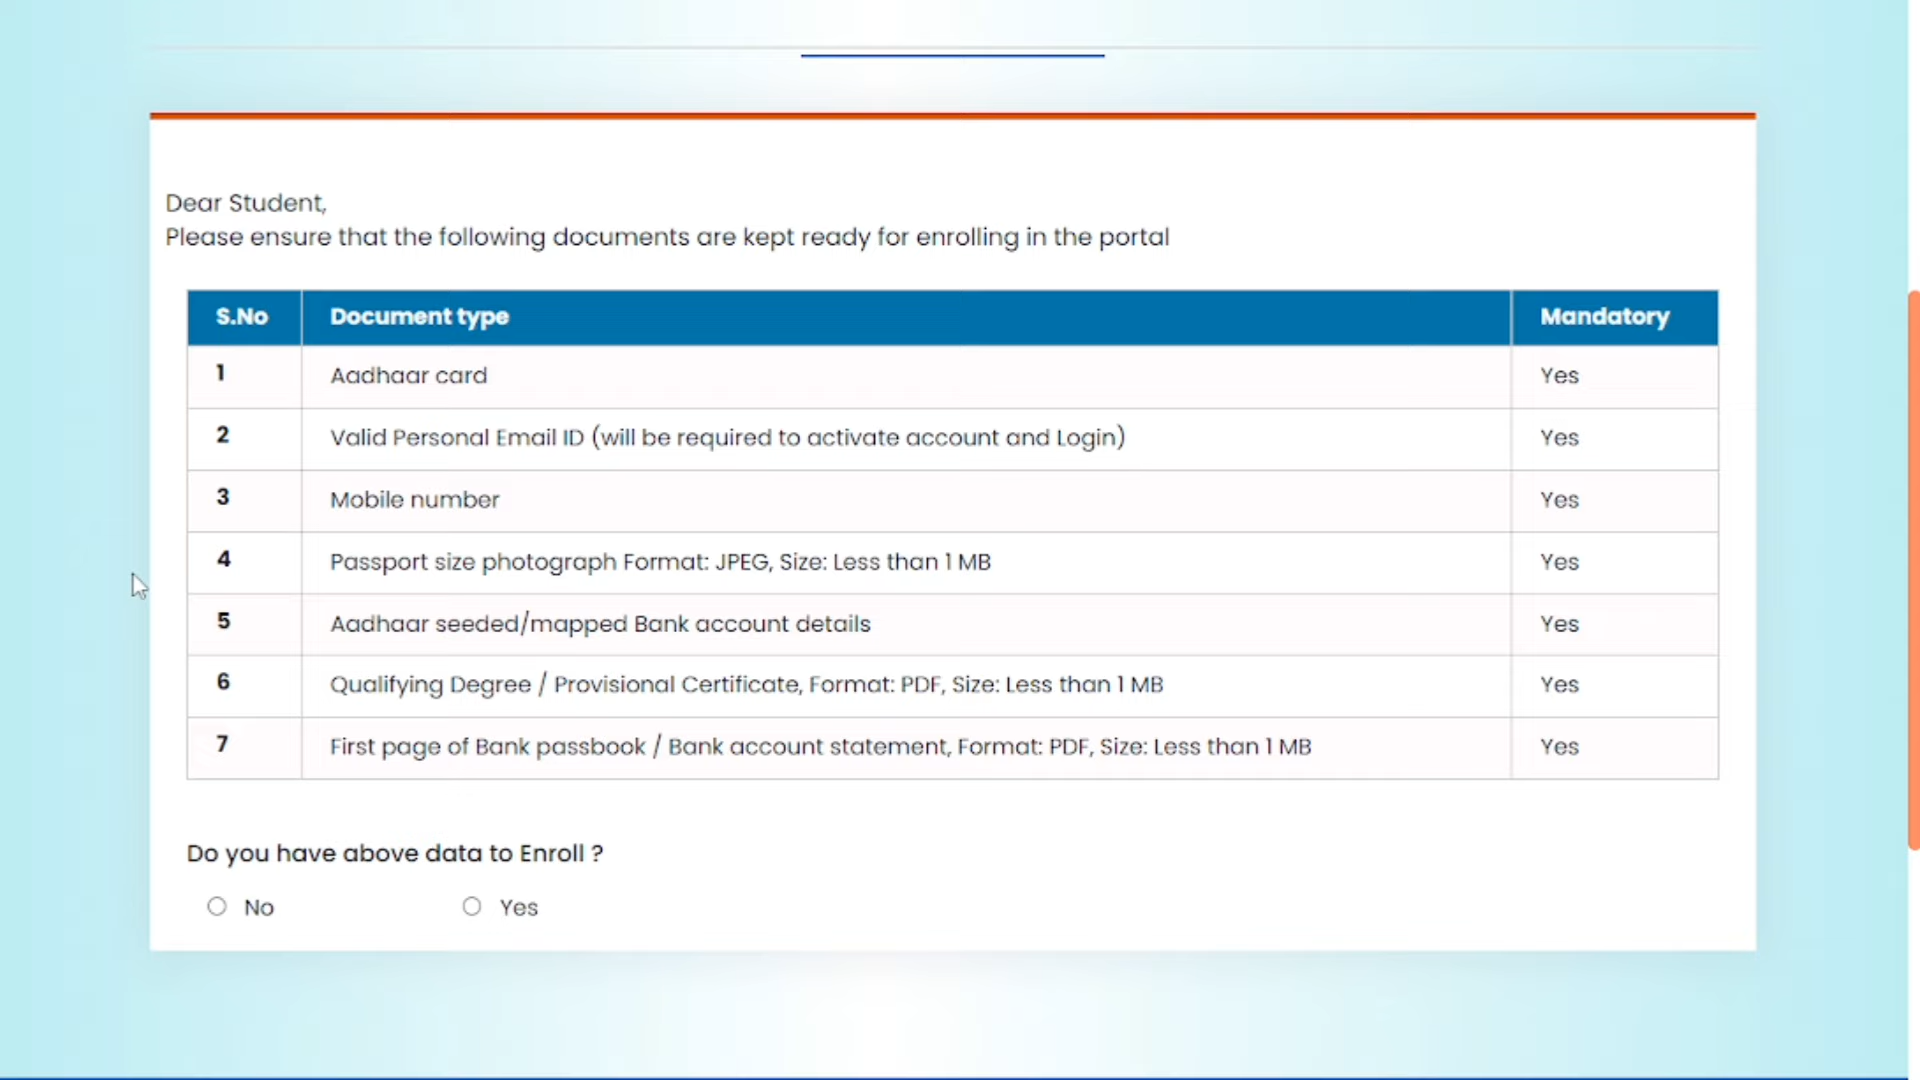 Dear Student,
Please ensure that the following documents are kept ready for enrolling in the portal
S.No Document type Mandatory
1 Aadhaar card Yes
2 Valid Personal Email ID (will be required to activate account and Login) Yes
3 Mobile number Yes
4 Passport size photograph Format: JPEG, Size: Less than 1 MB Yes
5 Aadhaar seeded/mapped Bank account details Yes
6 Qualifying Degree / Provisional Certificate, Format: PDF, Size: Less than 1 MB Yes
7 First page of Bank passbook / Bank account statement, Format: PDF, Size: Less than 1 MB Yes
Do you have above data to Enroll ?
No Yes